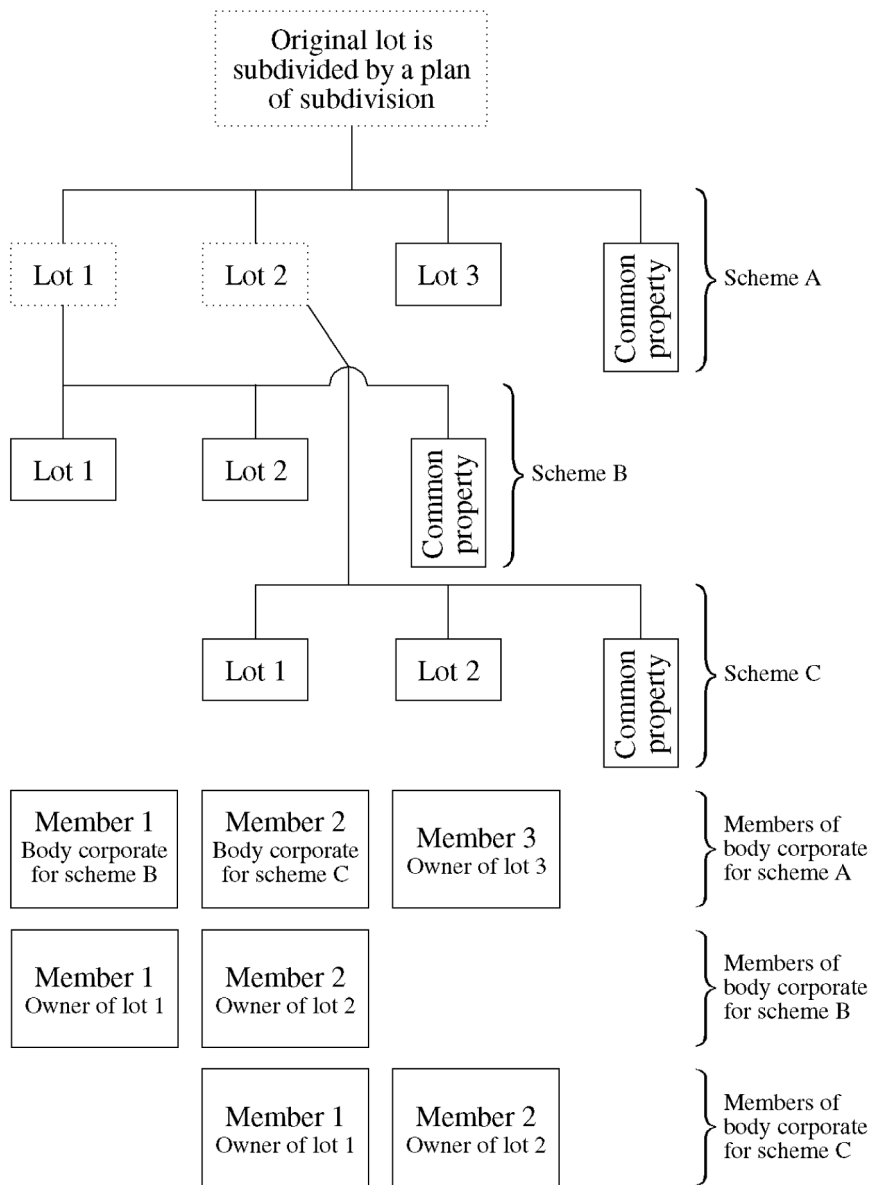 Original lot is
subdivided by a plan
of subdivision
Lot 1
Lot 2
Lot 3
Common
property
Scheme A
Lot 1
Lot 2
Common
property
Scheme B
Lot 1
Lot 2
Common
property
Scheme C
Member 1
Body corporate
for scheme B
Member 2
Body corporate
for scheme C
Member 3
Owner of lot 3
Members of
body corporate
for scheme A
Member 1
Owner of lot 1
Member 2
Owner of lot 2
Members of
body corporate
for scheme B
Member 1
Owner of lot 1
Member 2
Owner of lot 2
Members of
body corporate
for scheme C